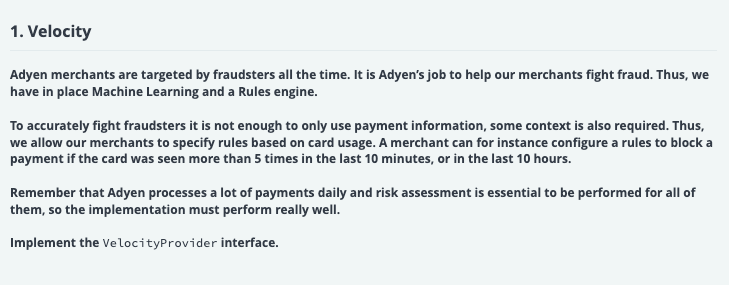 1. Velocity
Adyen merchants are targeted by fraudsters all the time. It is Adyen’s job to help our merchants fight fraud. Thus, we
have in place Machine Learning and a Rules engine.
To accurately fight fraudsters it is not enough to only use payment information, some context is also required. Thus,
we allow our merchants to specify rules based on card usage. A merchant can for instance configure a rules to block a
payment if the card was seen more than 5 times in the last 10 minutes, or in the last 10 hours.
Remember that Adyen processes a lot of payments daily and risk assessment is essential to be performed for all of
them, so the implementation must perform really well.
Implement the VelocityProvider interface.